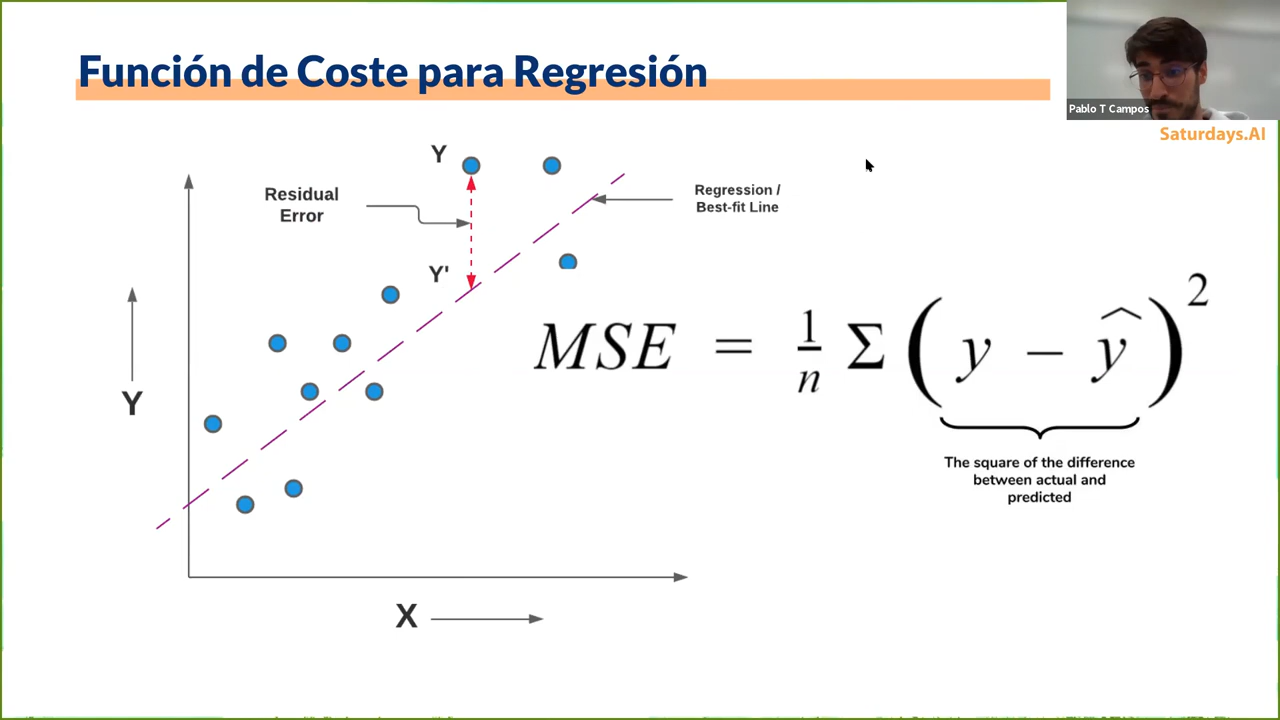 Función de Coste para Regresión
Pablo T Campos
Saturdays.AI
Y
Residual
Error
Regression /
Best-fit Line
Y'
MSE = 1/n Σ (y − ŷ)²
Y
The square of the difference
between actual and
predicted
X